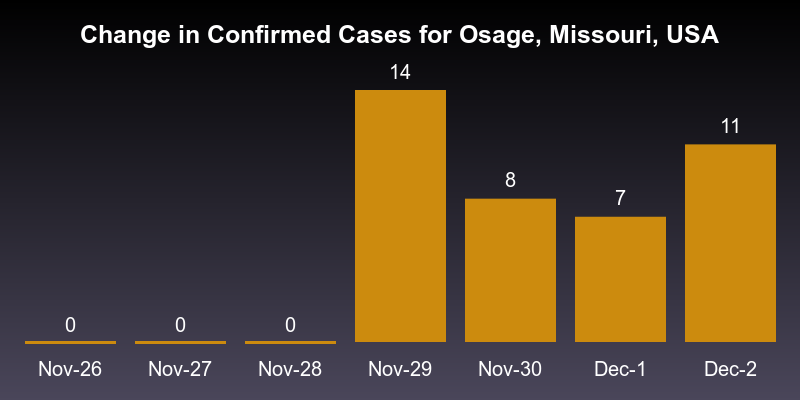 Change in Confirmed Cases for Osage, Missouri, USA
14
11
8
7
0 0 0
Nov-26 Nov-27 Nov-28 Nov-29 Nov-30 Dec-1 Dec-2